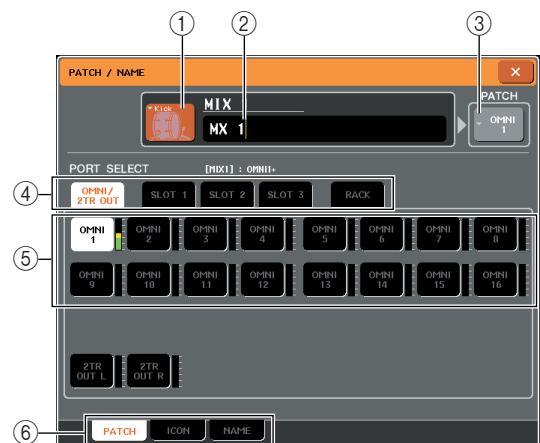 ① ② ③
PATCH / NAME ×
PATCH
Kick
MIX
MX 1
OMNI
1
PORT SELECT [MIX1] : OMNI1+
④
OMNI/
2TR OUT
SLOT 1 SLOT 2 SLOT 3 RACK
⑤
OMNI OMNI OMNI OMNI OMNI OMNI OMNI OMNI
1 2 3 4 5 6 7 8
OMNI OMNI OMNI OMNI OMNI OMNI OMNI OMNI
9 10 11 12 13 14 15 16
2TR 2TR
OUT L OUT R
⑥
PATCH ICON NAME